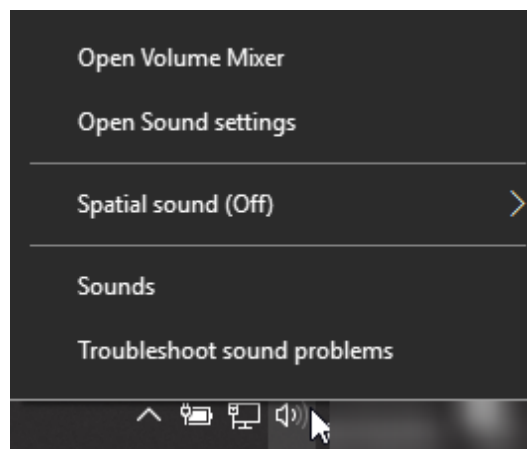 Open Volume Mixer
Open Sound settings
Spatial sound (Off)
Sounds
Troubleshoot sound problems